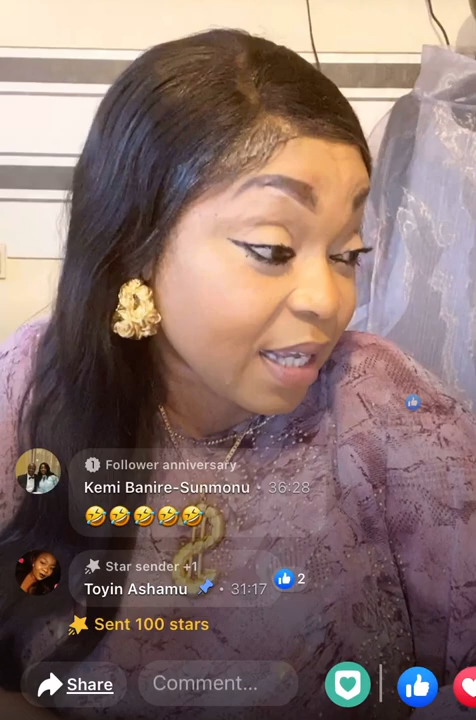 Follower anniversary
Kemi Banire-Sunmonu · 36:28
🤣🤣🤣🤣🤣
Star sender +1
Toyin Ashamu 📌 · 31:17
2
Sent 100 stars
Share
Comment...